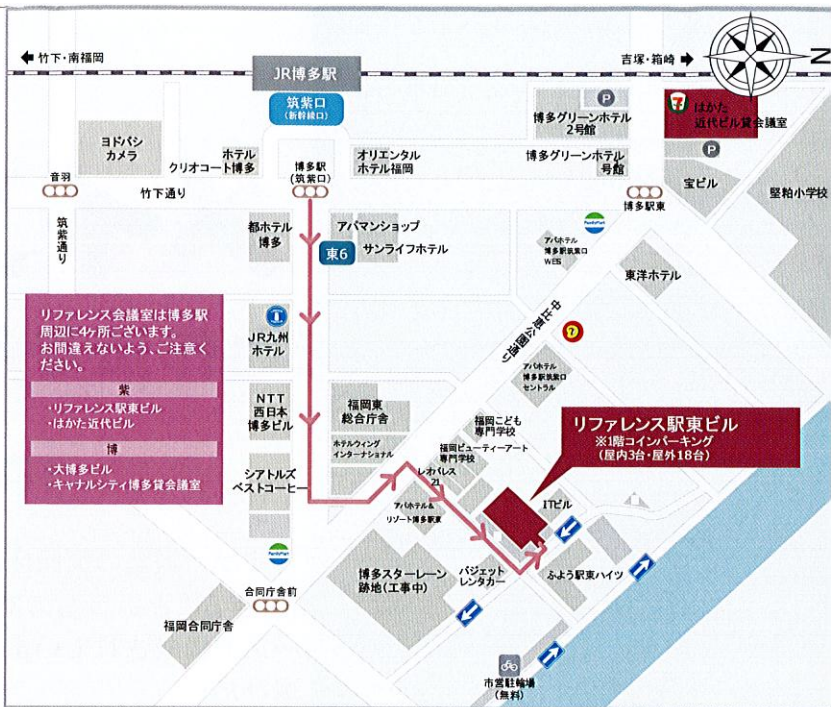 竹下・南福岡
吉塚・箱崎
N
JR博多駅
筑紫口
(新幹線口)
ヨドバシ
カメラ
ホテル
クリオコート博多
博多駅
(筑紫口)
オリエンタル
ホテル福岡
P
博多グリーンホテル
2号館
博多グリーンホテル
号館
7
はかた
近代ビル貸会議室
P
宝ビル
堅粕小学校
音羽
竹下通り
筑紫通り
博多駅東
都ホテル
博多
アパマンショップ
サンライフホテル
東6
FamilyMart
アパホテル
博多駅筑紫口
WEB
東洋ホテル
中比恵公園通り
リファレンス会議室は博多駅
周辺に4ヶ所ございます。
お間違えないよう、ご注意く
ださい。
紫
・リファレンス駅東ビル
・はかた近代ビル
博
・大博多ビル
・キャナルシティ博多貸会議室
JR九州
ホテル
アパホテル
博多駅筑紫口
セントラル
NTT
西日本
博多ビル
福岡東
総合庁舎
ホテルウィング
インターナショナル
シアトルズ
ベストコーヒー
福岡こども
専門学校
福岡ビューティーアート
専門学校
レオパレス
21
リファレンス駅東ビル
※1階コインパーキング
(屋内3台・屋外18台)
アパホテル&
リゾート博多駅東
ITビル
FamilyMart
合同庁舎前
福岡合同庁舎
博多スターレーン
跡地(工事中)
バジェット
レンタカー
ふよう駅東ハイツ
市営駐輪場
(無料)